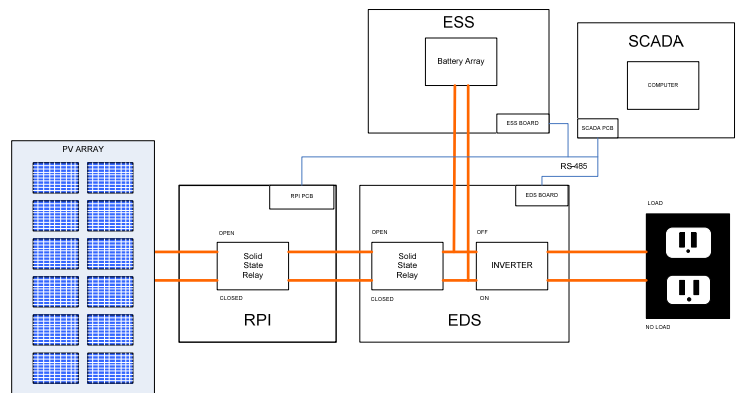 ESS
Battery Array
ESS BOARD
SCADA
COMPUTER
SCADA PCB
RS-485
PV ARRAY
RPI PCB
OPEN
Solid
State
Relay
CLOSED
RPI
EDS BOARD
OPEN
Solid
State
Relay
CLOSED
OFF
INVERTER
ON
EDS
LOAD
NO LOAD